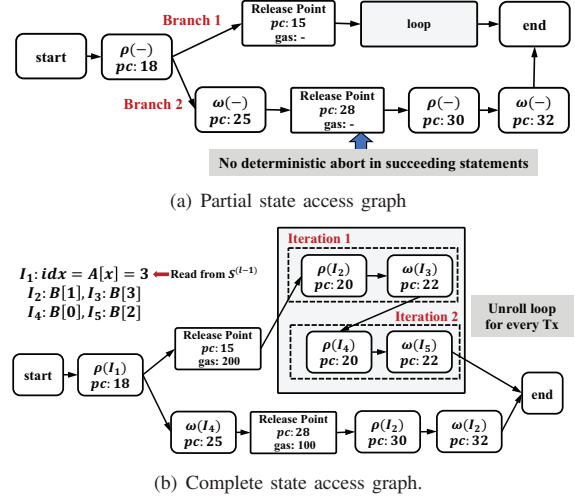 Branch 1
Release Point
pc: 15
gas: -
loop
end
start
ρ(−)
pc: 18
Branch 2
ω(−)
pc: 25
Release Point
pc: 28
gas: -
ρ(−)
pc: 30
ω(−)
pc: 32
No deterministic abort in succeeding statements
(a) Partial state access graph
Iteration 1
I₁: idx = A[x] = 3
Read from S⁽ˡ⁻¹⁾
I₂: B[1], I₃: B[3]
I₄: B[0], I₅: B[2]
ρ(I₂)
pc: 20
ω(I₃)
pc: 22
Iteration 2
ρ(I₄)
pc: 20
ω(I₅)
pc: 22
Unroll loop
for every Tx
Release Point
pc: 15
gas: 200
start
ρ(I₁)
pc: 18
end
ω(I₄)
pc: 25
Release Point
pc: 28
gas: 100
ρ(I₂)
pc: 30
ω(I₂)
pc: 32
(b) Complete state access graph.